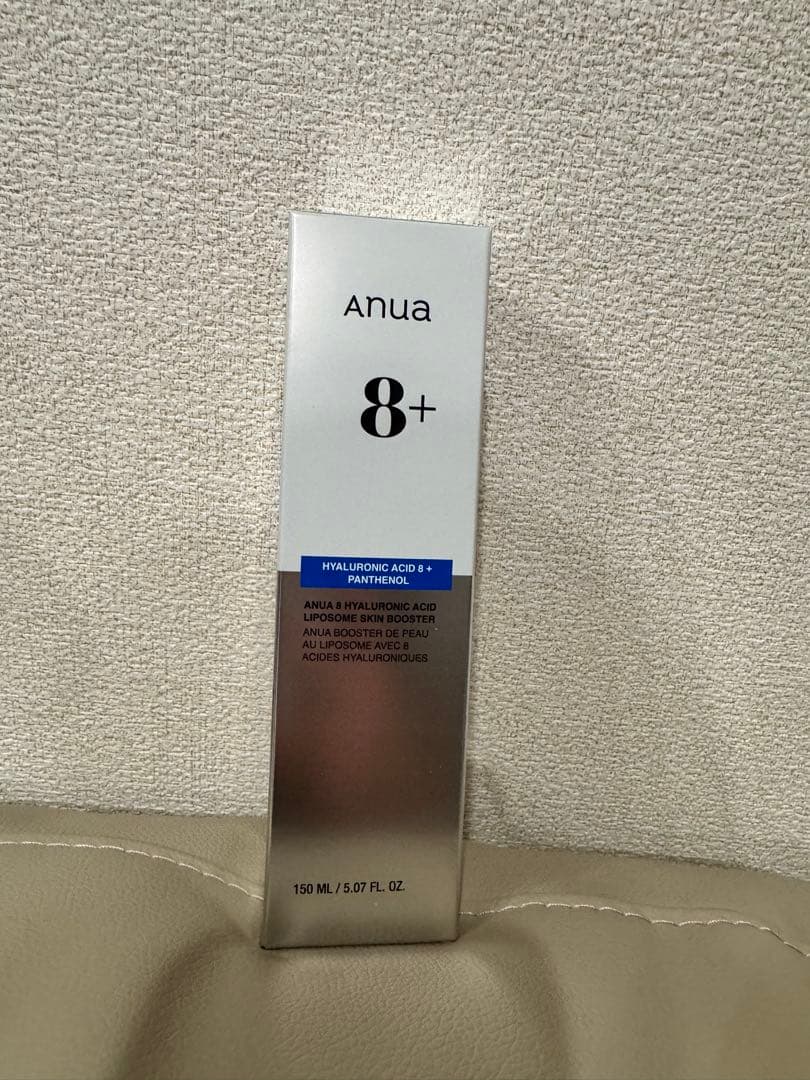 Anua
8+
HYALURONIC ACID 8 +
PANTHENOL
ANUA 8 HYALURONIC ACID
LIPOSOME SKIN BOOSTER
ANUA BOOSTER DE PEAU
AU LIPOSOME AVEC 8
ACIDES HYALURONIQUES
150 ML / 5.07 FL. OZ.